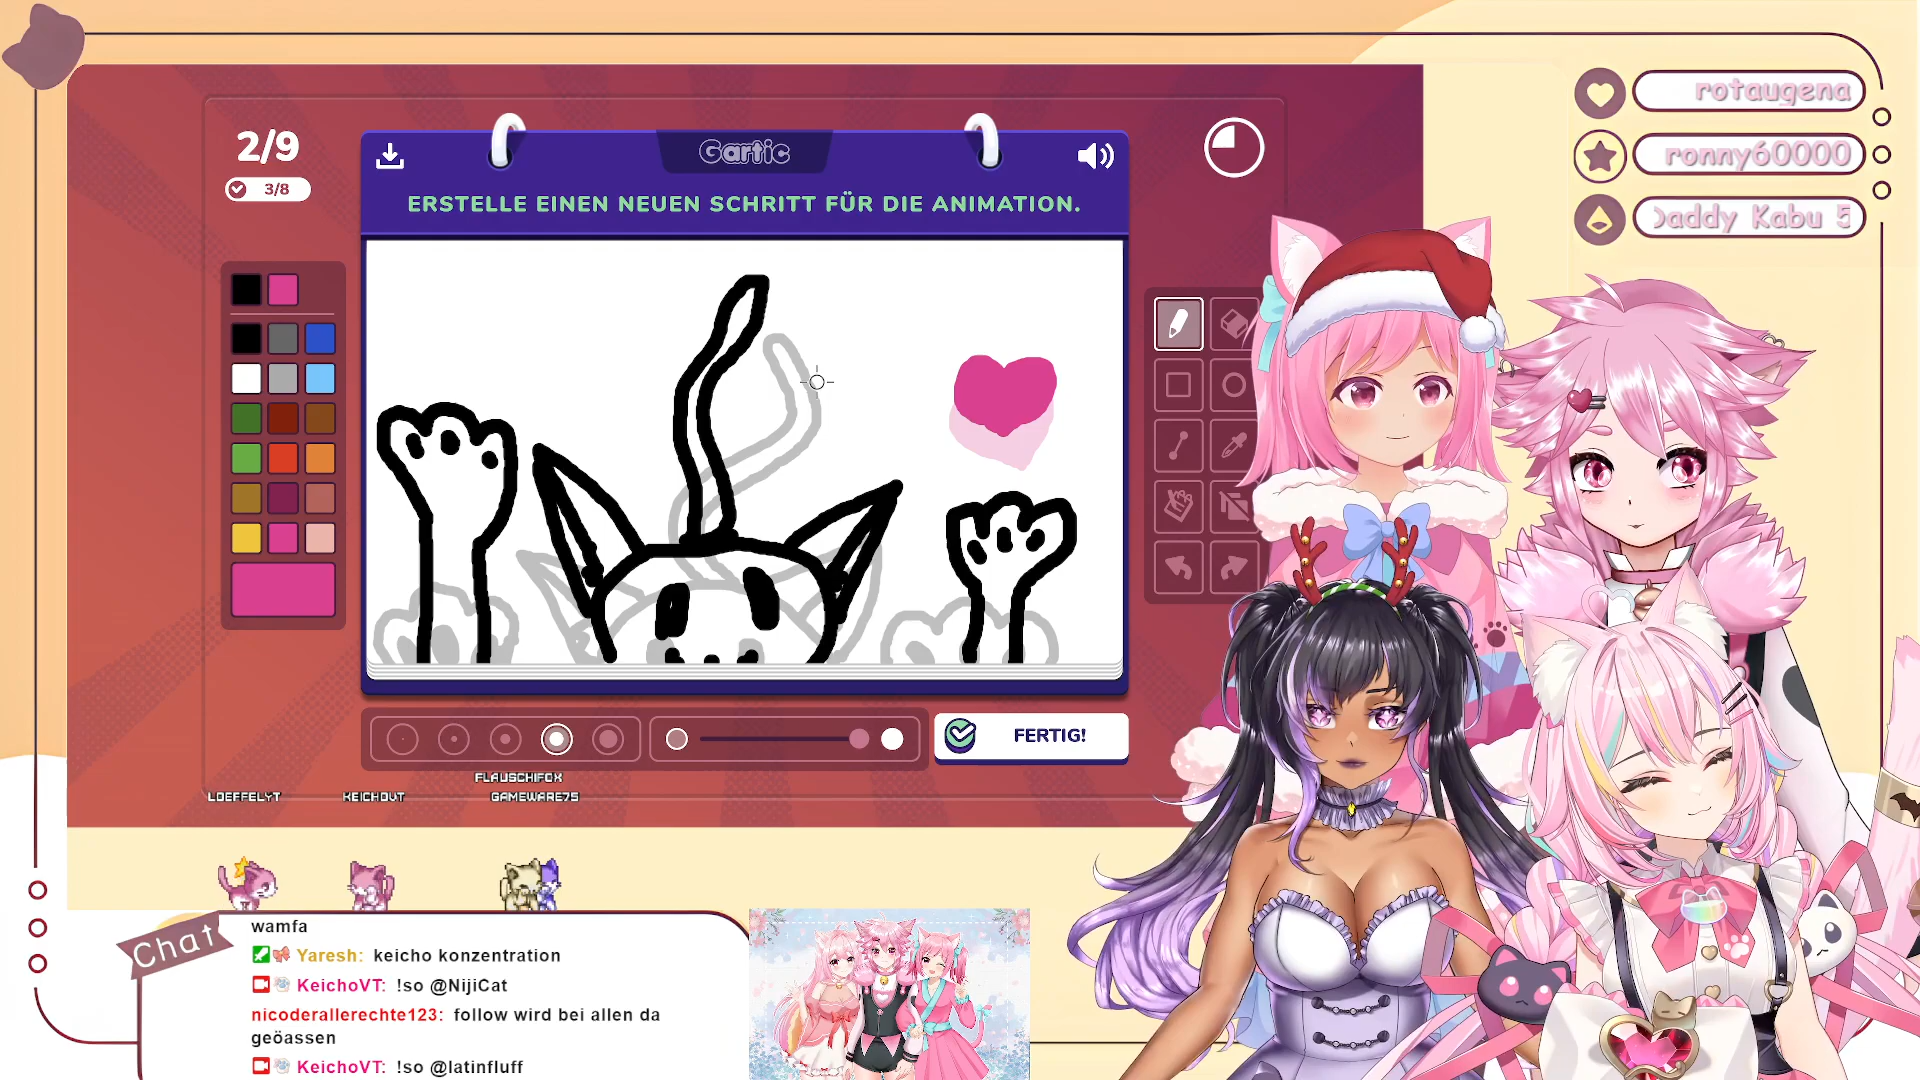 rotaugena
2/9
Gartic
ronny60000
3/8
ERSTELLE EINEN NEUEN SCHRITT FÜR DIE ANIMATION.
Daddy Kabu 5
FERTIG!
FLAUSCHIFOX
LOEFFELYT
KEICHOVT
GAMEWARE75
Chat
wamfa
Yaresh: keicho konzentration
KeichoVT: !so @NijiCat
nicoderallerechte123: follow wird bei allen da
geöassen
KeichoVT: !so @latinfluff